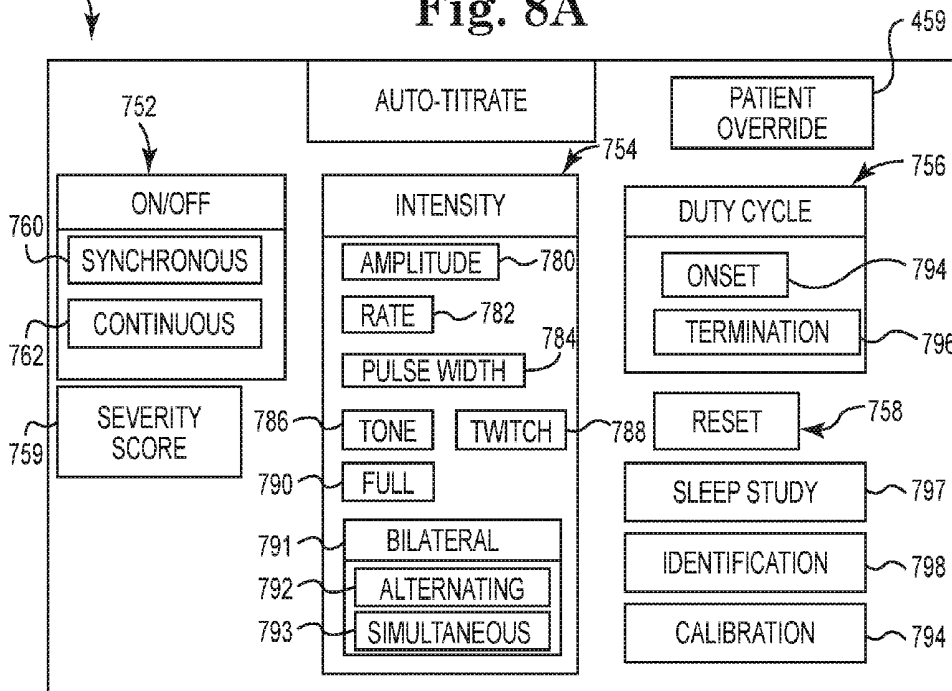 Fig. 8A
459
AUTO-TITRATE
PATIENT
OVERRIDE
752
754
756
ON/OFF
INTENSITY
DUTY CYCLE
760
SYNCHRONOUS
AMPLITUDE
780
ONSET
794
CONTINUOUS
RATE
782
TERMINATION
796
762
PULSE WIDTH
784
SEVERITY
SCORE
759
786
TONE
TWITCH
788
RESET
758
790
FULL
SLEEP STUDY
797
791
BILATERAL
IDENTIFICATION
798
792
ALTERNATING
793
SIMULTANEOUS
CALIBRATION
794